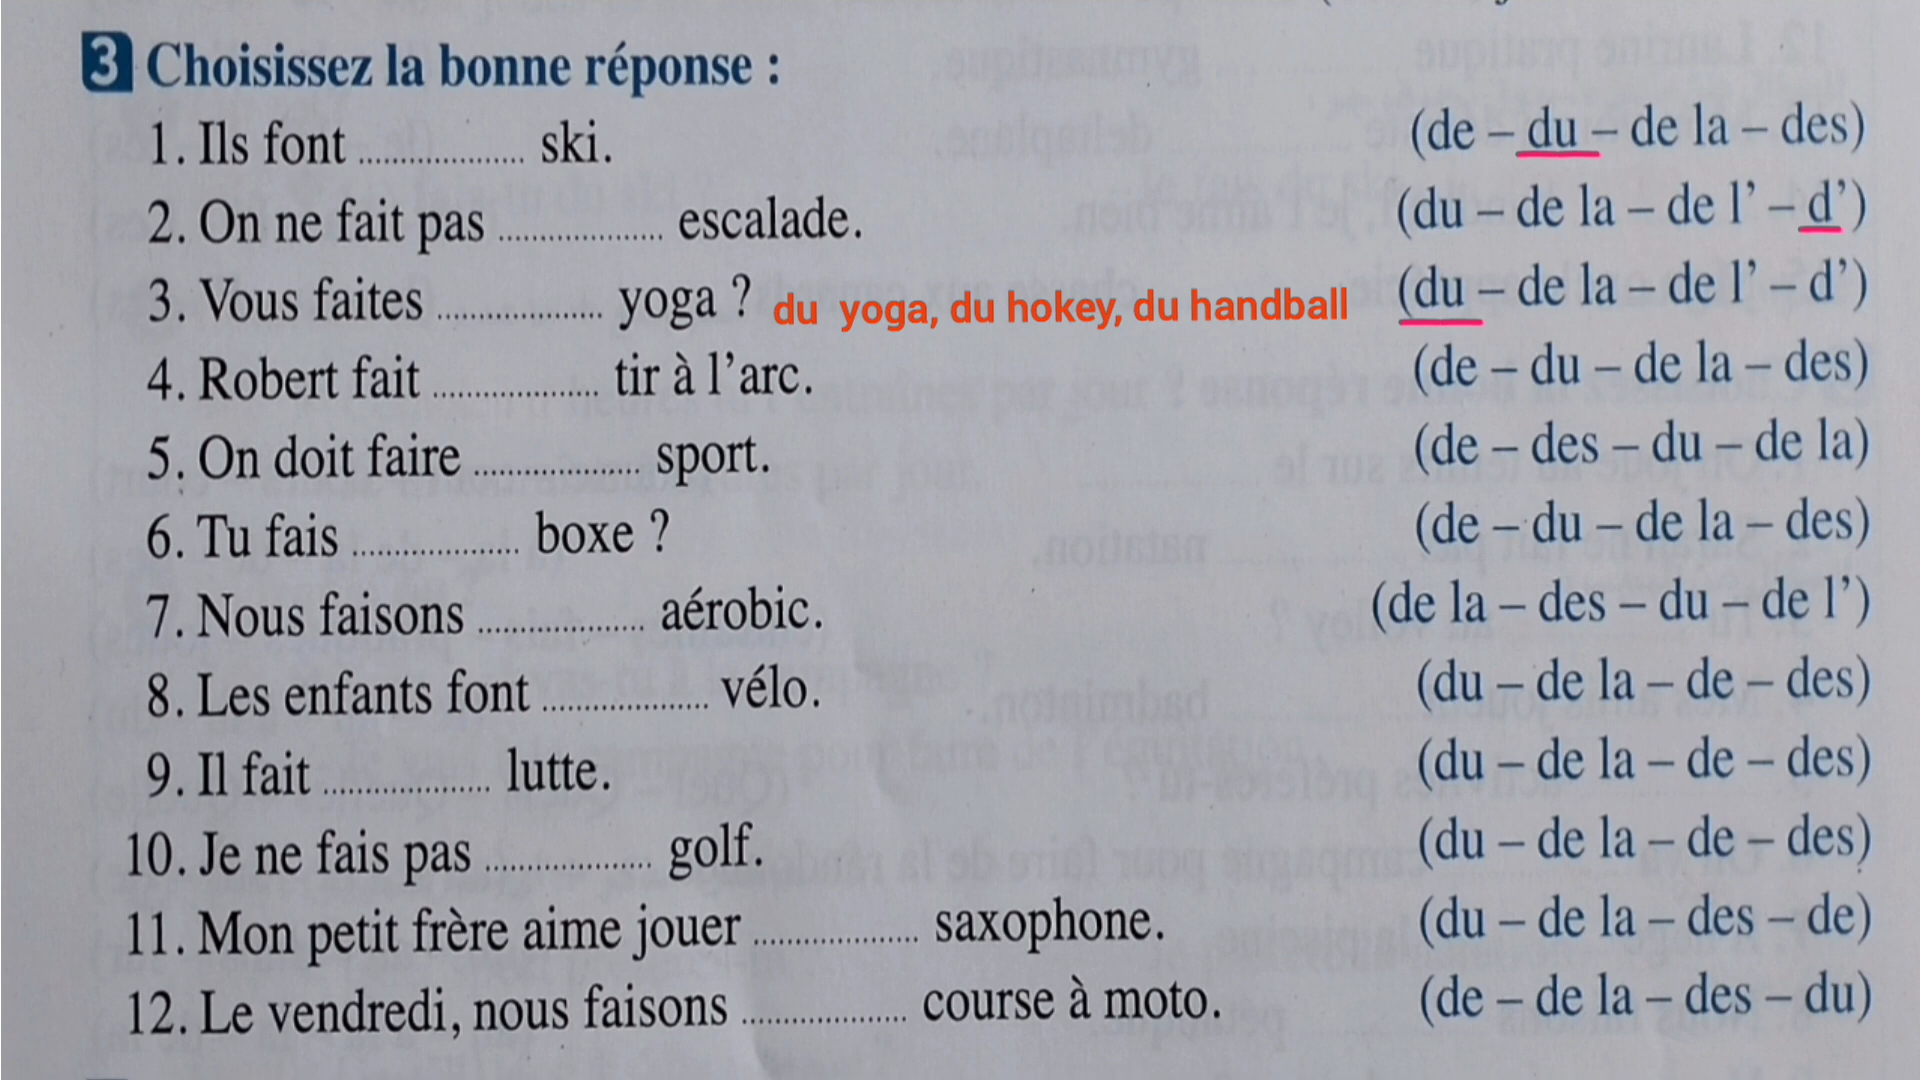 3 Choisissez la bonne réponse :
1. Ils font .................. ski. (de – du – de la – des)
2. On ne fait pas .................. escalade. (du – de la – de l’ – d’)
3. Vous faites .................. yoga ? du yoga, du hokey, du handball (du – de la – de l’ – d’)
4. Robert fait .................. tir à l’arc. (de – du – de la – des)
5. On doit faire .................. sport. (de – des – du – de la)
6. Tu fais .................. boxe ? (de – du – de la – des)
7. Nous faisons .................. aérobic. (de la – des – du – de l’)
8. Les enfants font .................. vélo. (du – de la – de – des)
9. Il fait .................. lutte. (du – de la – de – des)
10. Je ne fais pas .................. golf. (du – de la – de – des)
11. Mon petit frère aime jouer .................. saxophone. (du – de la – des – de)
12. Le vendredi, nous faisons .................. course à moto. (de – de la – des – du)